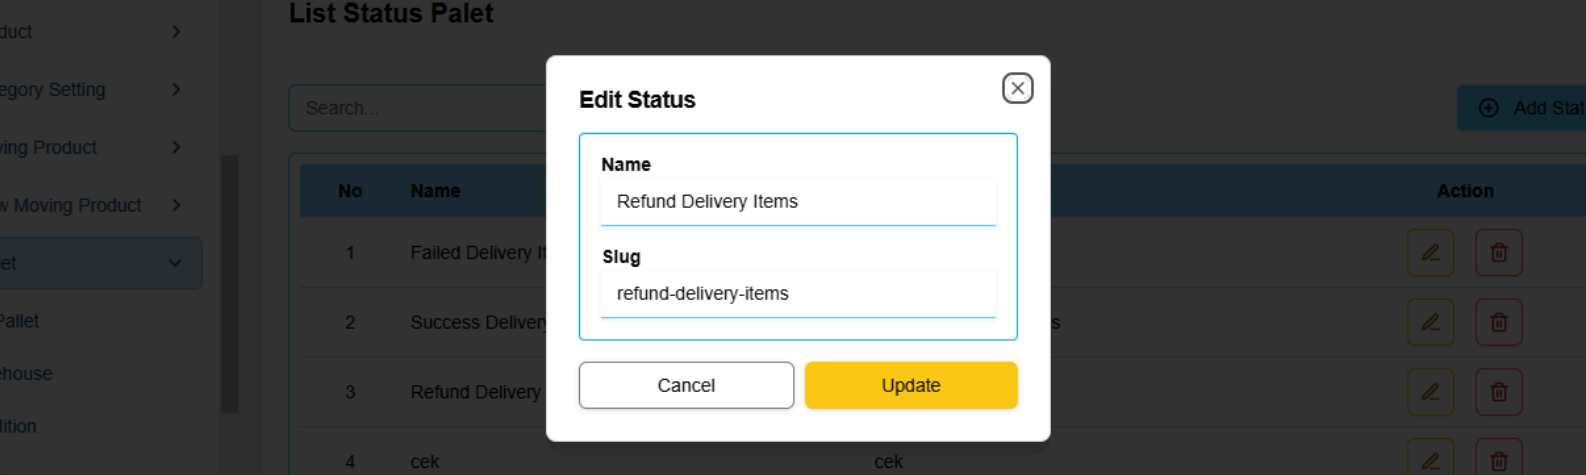 List Status Palet
duct
egory Setting
ving Product
w Moving Product
let
Pallet
ehouse
dition
Search...
Add Stat
No Name Action
1 Failed Delivery It
2 Success Delivery s
3 Refund Delivery
4 cek cek
Edit Status
Name
Refund Delivery Items
Slug
refund-delivery-items
Cancel Update